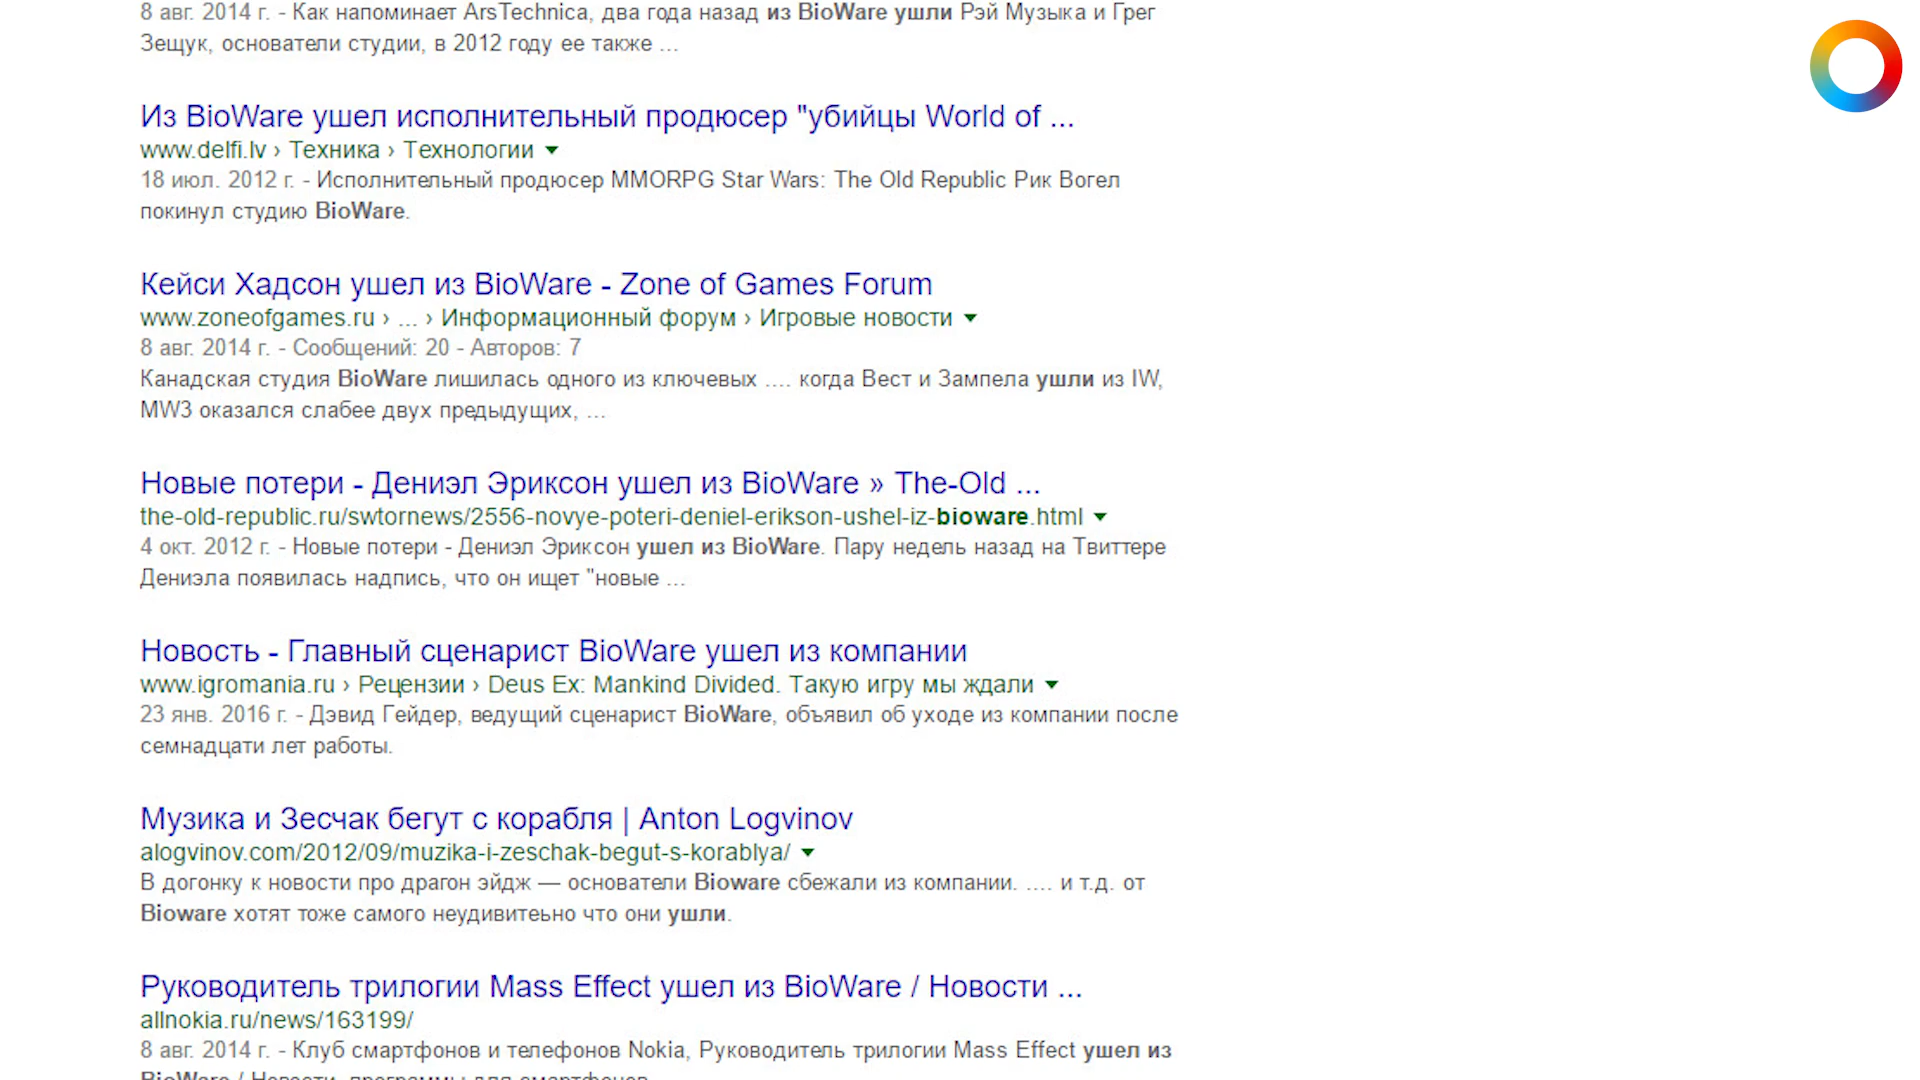 8 авг. 2014 г. - Как напоминает ArsTechnica, два года назад из BioWare ушли Рэй Музыка и Грег
Зещук, основатели студии, в 2012 году ее также ...
Из BioWare ушел исполнительный продюсер "убийцы World of ...
www.delfi.lv › Техника › Технологии
18 июл. 2012 г. - Исполнительный продюсер MMORPG Star Wars: The Old Republic Рик Вогел
покинул студию BioWare.
Кейси Хадсон ушел из BioWare - Zone of Games Forum
www.zoneofgames.ru › ... › Информационный форум › Игровые новости
8 авг. 2014 г. - Сообщений: 20 - Авторов: 7
Канадская студия BioWare лишилась одного из ключевых .... когда Вест и Зампела ушли из IW,
MW3 оказался слабее двух предыдущих, ...
Новые потери - Дениэл Эриксон ушел из BioWare » The-Old ...
the-old-republic.ru/swtornews/2556-novye-poteri-deniel-erikson-ushel-iz-bioware.html
4 окт. 2012 г. - Новые потери - Дениэл Эриксон ушел из BioWare. Пару недель назад на Твиттере
Дениэла появилась надпись, что он ищет "новые ...
Новость - Главный сценарист BioWare ушел из компании
www.igromania.ru › Рецензии › Deus Ex: Mankind Divided. Такую игру мы ждали
23 янв. 2016 г. - Дэвид Гейдер, ведущий сценарист BioWare, объявил об уходе из компании после
семнадцати лет работы.
Музика и Зесчак бегут с корабля | Anton Logvinov
alogvinov.com/2012/09/muzika-i-zeschak-begut-s-korablya/
В догонку к новости про драгон эйдж — основатели Bioware сбежали из компании. .... и т.д. от
Bioware хотят тоже самого неудивитеьно что они ушли.
Руководитель трилогии Mass Effect ушел из BioWare / Новости ...
allnokia.ru/news/163199/
8 авг. 2014 г. - Клуб смартфонов и телефонов Nokia, Руководитель трилогии Mass Effect ушел из
BioWare / Новости, программы для смартфонов